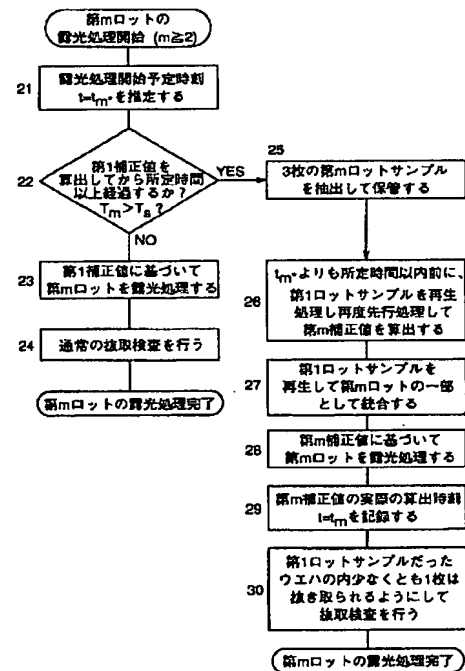 第mロットの
露光処理開始 (m≧2)
21
露光処理開始予定時刻
t=tm*を推定する
22
第1補正値を
算出してから所定時間
以上経過するか?
Tm>Ta?
YES
NO
23
第1補正値に基づいて
第mロットを露光処理する
24
通常の抜取検査を行う
第mロットの露光処理完了
25
3枚の第mロットサンプル
を抽出して保管する
26
tm*よりも所定時間以内前に、
第1ロットサンプルを再生
処理し再度先行処理して
第m補正値を算出する
27
第1ロットサンプルを
再生して第mロットの一部
として統合する
28
第m補正値に基づいて
第mロットを露光処理する
29
第m補正値の実際の算出時刻
t=tmを記録する
30
第1ロットサンプルだった
ウエハの内少なくとも1枚は
抜き取られるようにして
抜取検査を行う
第mロットの露光処理完了